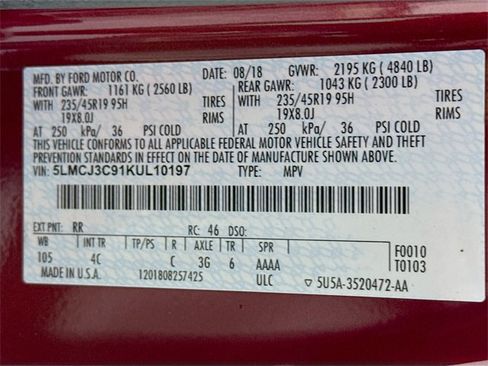 MFD. BY FORD MOTOR CO. DATE: 08/18 GVWR: 2195 KG ( 4840 LB)
FRONT GAWR: 1161 KG ( 2560 LB) REAR GAWR: 1043 KG ( 2300 LB)
WITH 235/45R19 95H TIRES WITH 235/45R19 95H TIRES
19X8.0J RIMS 19X8.0J RIMS
AT 250 kPa/ 36 PSI COLD AT 250 kPa/ 36 PSI COLD
THIS VEHICLE CONFORMS TO ALL APPLICABLE FEDERAL MOTOR VEHICLE SAFETY AND THEFT
PREVENTION STANDARDS IN EFFECT ON THE DATE OF MANUFACTURE SHOWN ABOVE.
VIN: 5LMCJ3C91KUL10197 TYPE: MPV
EXT PNT: RR RC: 46 DSO:
WB INT TR TP/PS R AXLE TR SPR F0010
105 4C C 3G 6 AAAA T0103
MADE IN U.S.A. 1201808257425 ULC 5U5A-3520472-AA